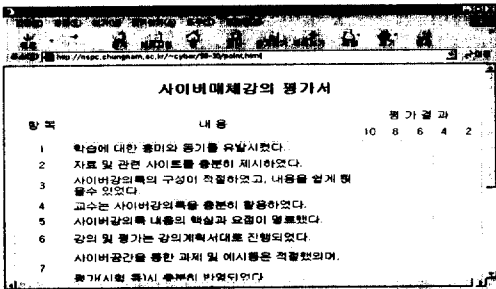 http://nspc.chungnam.ac.kr/~cyber/98-30/point.html
사이버매체강의 평가서
항 목 내 용 평 가 결 과
10 8 6 4 2
1 학습에 대한 흥미와 동기를 유발시켰다.
2 자료 및 관련 사이트를 충분히 제시하였다.
3 사이버강의록의 구성이 적절하였고, 내용을 쉽게 찾
을수 있었다.
4 교수는 사이버강의록을 충분히 활용하였다.
5 사이버강의록 내용의 핵심과 요점이 명료했다.
6 강의 및 평가는 강의계획서대로 진행되었다.
사이버공간을 통한 과제 및 예시물은 적절했으며,
7
평가(시험 등)시 충분히 반영되었다.